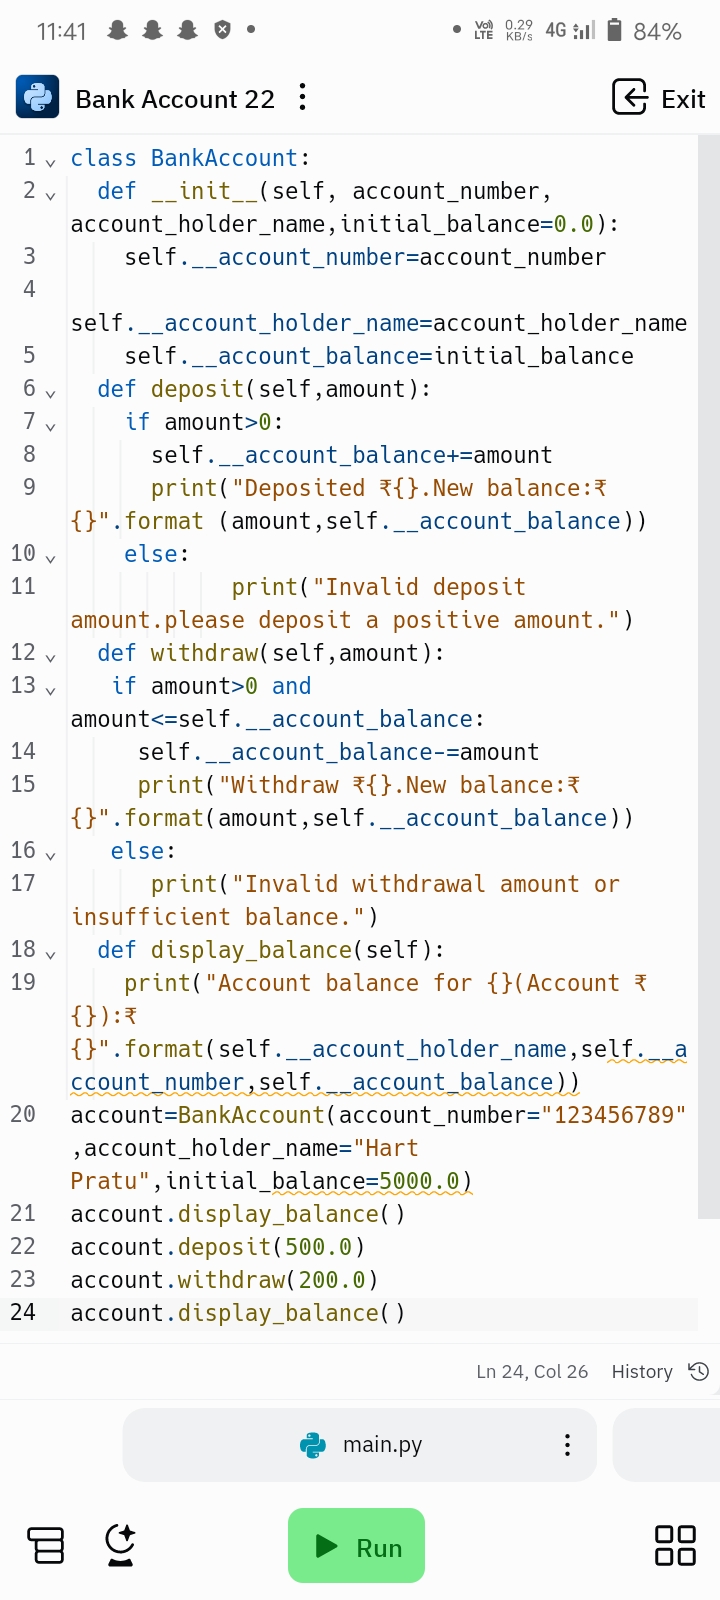 11:41 Vo) LTE 0.29 KB/s 4G 84%
Bank Account 22 Exit
1 class BankAccount:
2 def __init__(self, account_number,
account_holder_name,initial_balance=0.0):
3 self.__account_number=account_number
4
self.__account_holder_name=account_holder_name
5 self.__account_balance=initial_balance
6 def deposit(self,amount):
7 if amount>0:
8 self.__account_balance+=amount
9 print("Deposited ₹{}.New balance:₹
{}".format (amount,self.__account_balance))
10 else:
11 print("Invalid deposit
amount.please deposit a positive amount.")
12 def withdraw(self,amount):
13 if amount>0 and
amount<=self.__account_balance:
14 self.__account_balance-=amount
15 print("Withdraw ₹{}.New balance:₹
{}".format(amount,self.__account_balance))
16 else:
17 print("Invalid withdrawal amount or
insufficient balance.")
18 def display_balance(self):
19 print("Account balance for {}(Account ₹
{}):₹
{}".format(self.__account_holder_name,self.__a
ccount_number,self.__account_balance))
20 account=BankAccount(account_number="123456789"
,account_holder_name="Hart
Pratu",initial_balance=5000.0)
21 account.display_balance()
22 account.deposit(500.0)
23 account.withdraw(200.0)
24 account.display_balance()
Ln 24, Col 26 History
main.py
Run